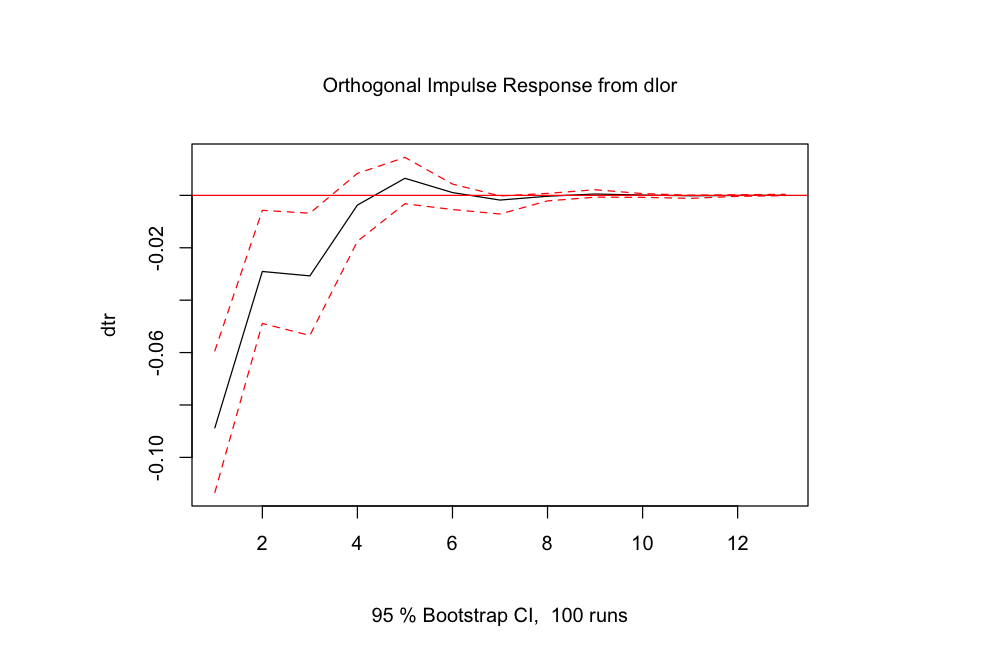 Orthogonal Impulse Response from dlor
dtr
-0.02
-0.06
-0.10
2 4 6 8 10 12
95 % Bootstrap CI,  100 runs